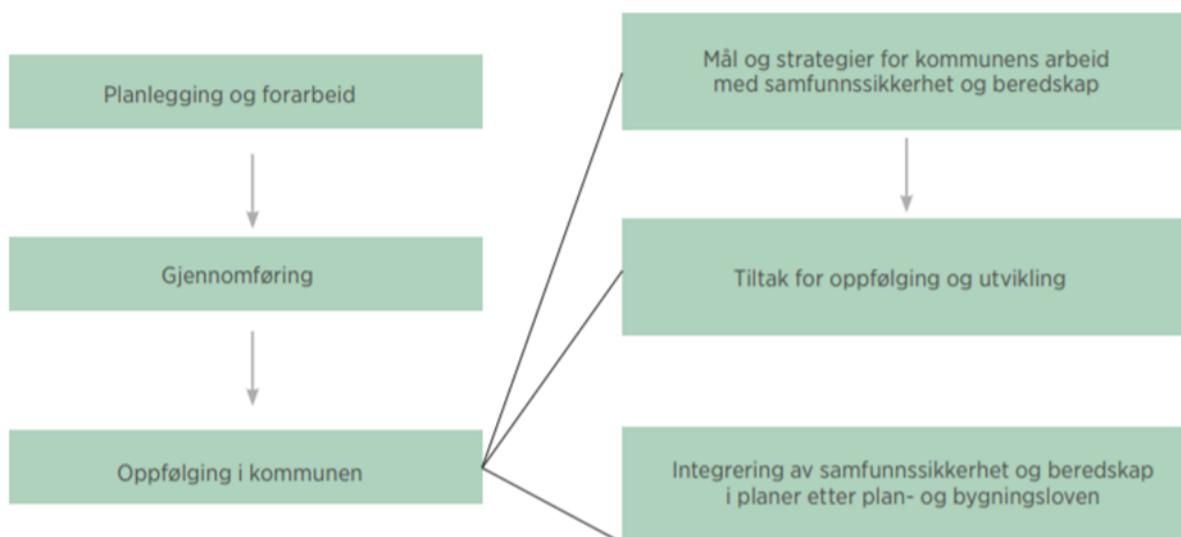 Planlegging og forarbeid
Gjennomføring
Oppfølging i kommunen
Mål og strategier for kommunens arbeid
med samfunnssikkerhet og beredskap
Tiltak for oppfølging og utvikling
Integrering av samfunnssikkerhet og beredskap
i planer etter plan- og bygningsloven